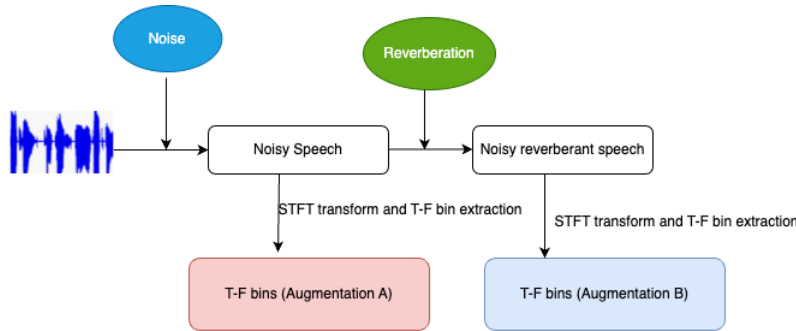 Noise
Reverberation
Noisy Speech
Noisy reverberant speech
STFT transform and T-F bin extraction
STFT transform and T-F bin extraction
T-F bins (Augmentation A)
T-F bins (Augmentation B)